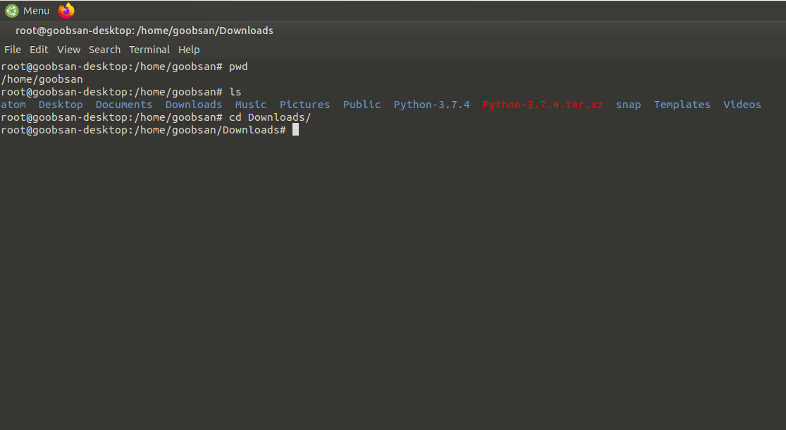 Menu
root@goobsan-desktop: /home/goobsan/Downloads
File Edit View Search Terminal Help
root@goobsan-desktop:/home/goobsan# pwd
/home/goobsan
root@goobsan-desktop:/home/goobsan# ls
atom Desktop Documents Downloads Music Pictures Public Python-3.7.4 Python-3.7.4.tar.xz snap Templates Videos
root@goobsan-desktop:/home/goobsan# cd Downloads/
root@goobsan-desktop:/home/goobsan/Downloads#